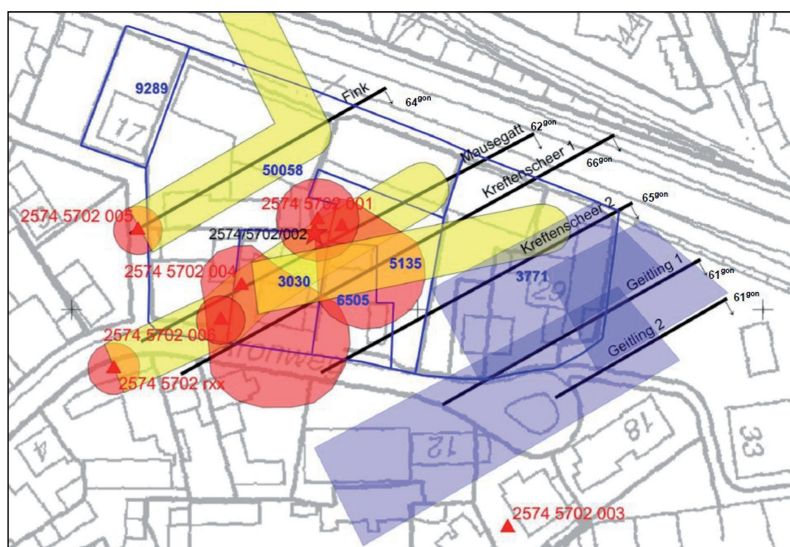 44
9289
17
Fink
64gon
Mausegatt
62gon
Kreftenscheer 1
66gon
50058
2574 5702 005
2574 5702 001
2574/5702/002
Kreftenscheer 2
65gon
2574 5702 004
3030
5135
3771
29
6505
Geitling 1
61gon
2574 5702 006
Geitling 2
61gon
2574 5702 rxx
4
12
18
33
2574 5702 003